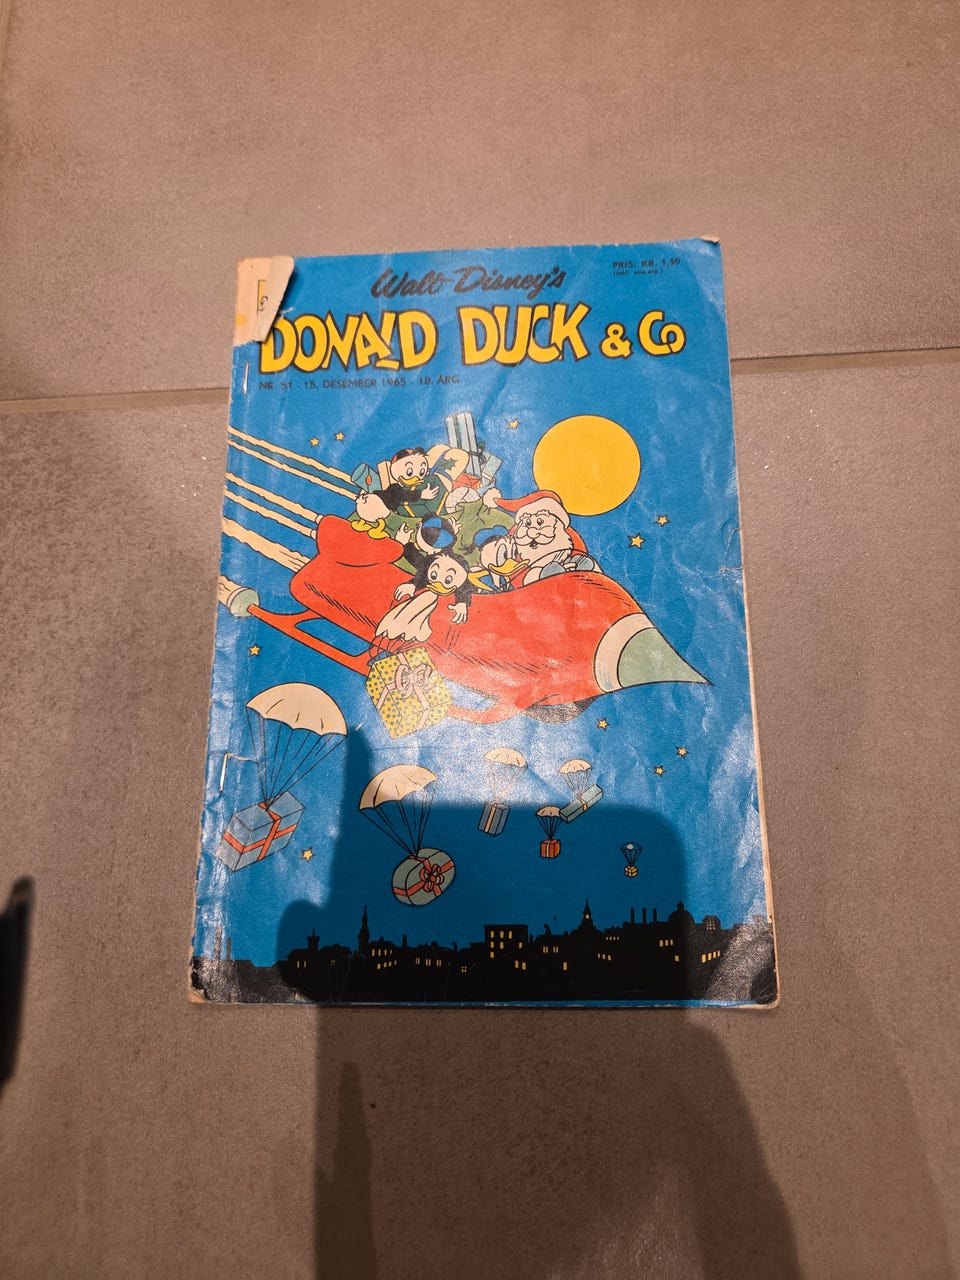 Walt Disney's
PRIS: KR. 1,50
DONALD DUCK & Co
NR. 51 - 15. DESEMBER 1965 - 18. ÅRG.